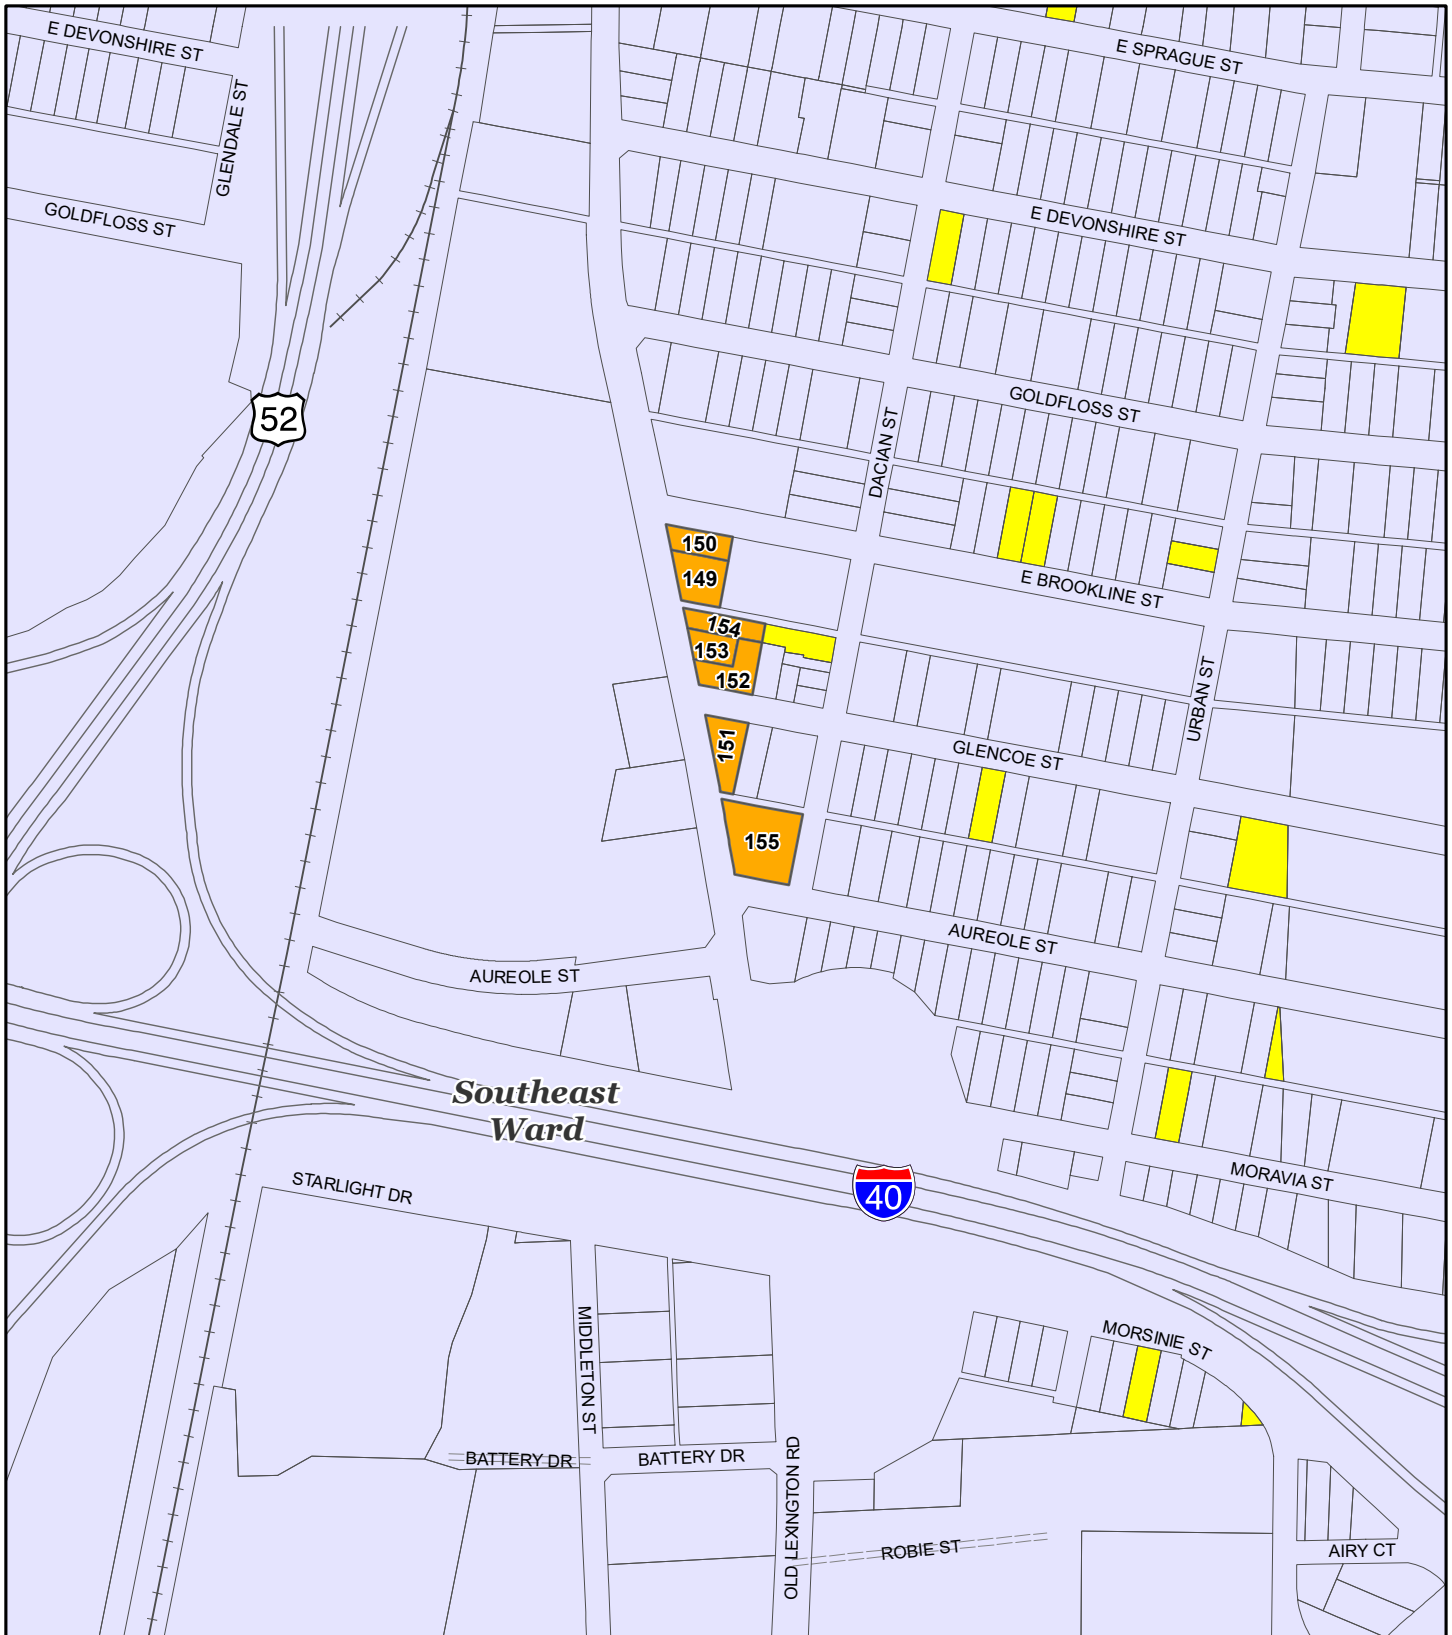 E DEVONSHIRE ST
E SPRAGUE ST
GLENDALE ST
GOLDFLOSS ST
E DEVONSHIRE ST
52
GOLDFLOSS ST
DACIAN ST
150
149
E BROOKLINE ST
154
153
152
URBAN ST
151
GLENCOE ST
155
AUREOLE ST
AUREOLE ST
Southeast
Ward
MORAVIA ST
40
STARLIGHT DR
MIDDLETON ST
MORSINIE ST
BATTERY DR
BATTERY DR
OLD LEXINGTON RD
ROBIE ST
AIRY CT